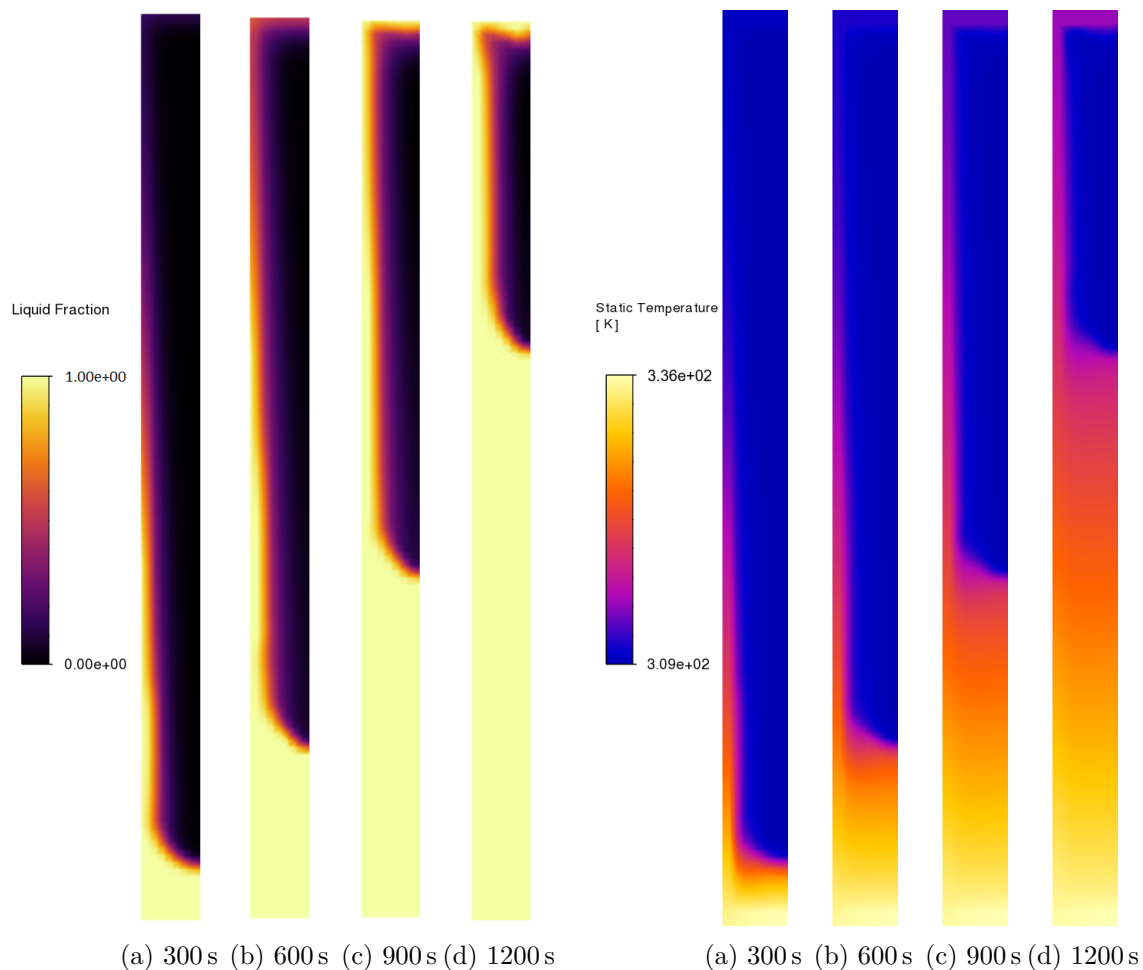 Liquid Fraction
1.00e+00
0.00e+00
Static Temperature
[ K]
3.36e+02
3.09e+02
(a) 300 s (b) 600 s (c) 900 s (d) 1200 s
(a) 300 s (b) 600 s (c) 900 s (d) 1200 s